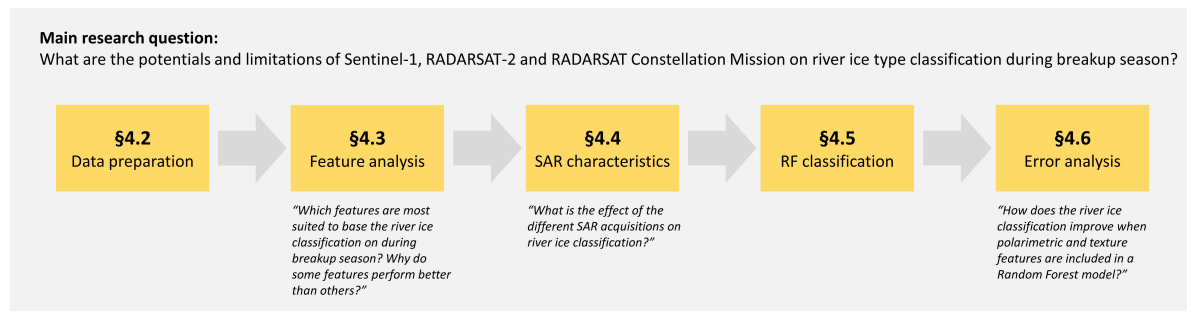 Main research question:
What are the potentials and limitations of Sentinel-1, RADARSAT-2 and RADARSAT Constellation Mission on river ice type classification during breakup season?
§4.2
Data preparation
§4.3
Feature analysis
§4.4
SAR characteristics
§4.5
RF classification
§4.6
Error analysis
“Which features are most
suited to base the river ice
classification on during
breakup season? Why do
some features perform better
than others?”
“What is the effect of the
different SAR acquisitions on
river ice classification?”
“How does the river ice
classification improve when
polarimetric and texture
features are included in a
Random Forest model?”